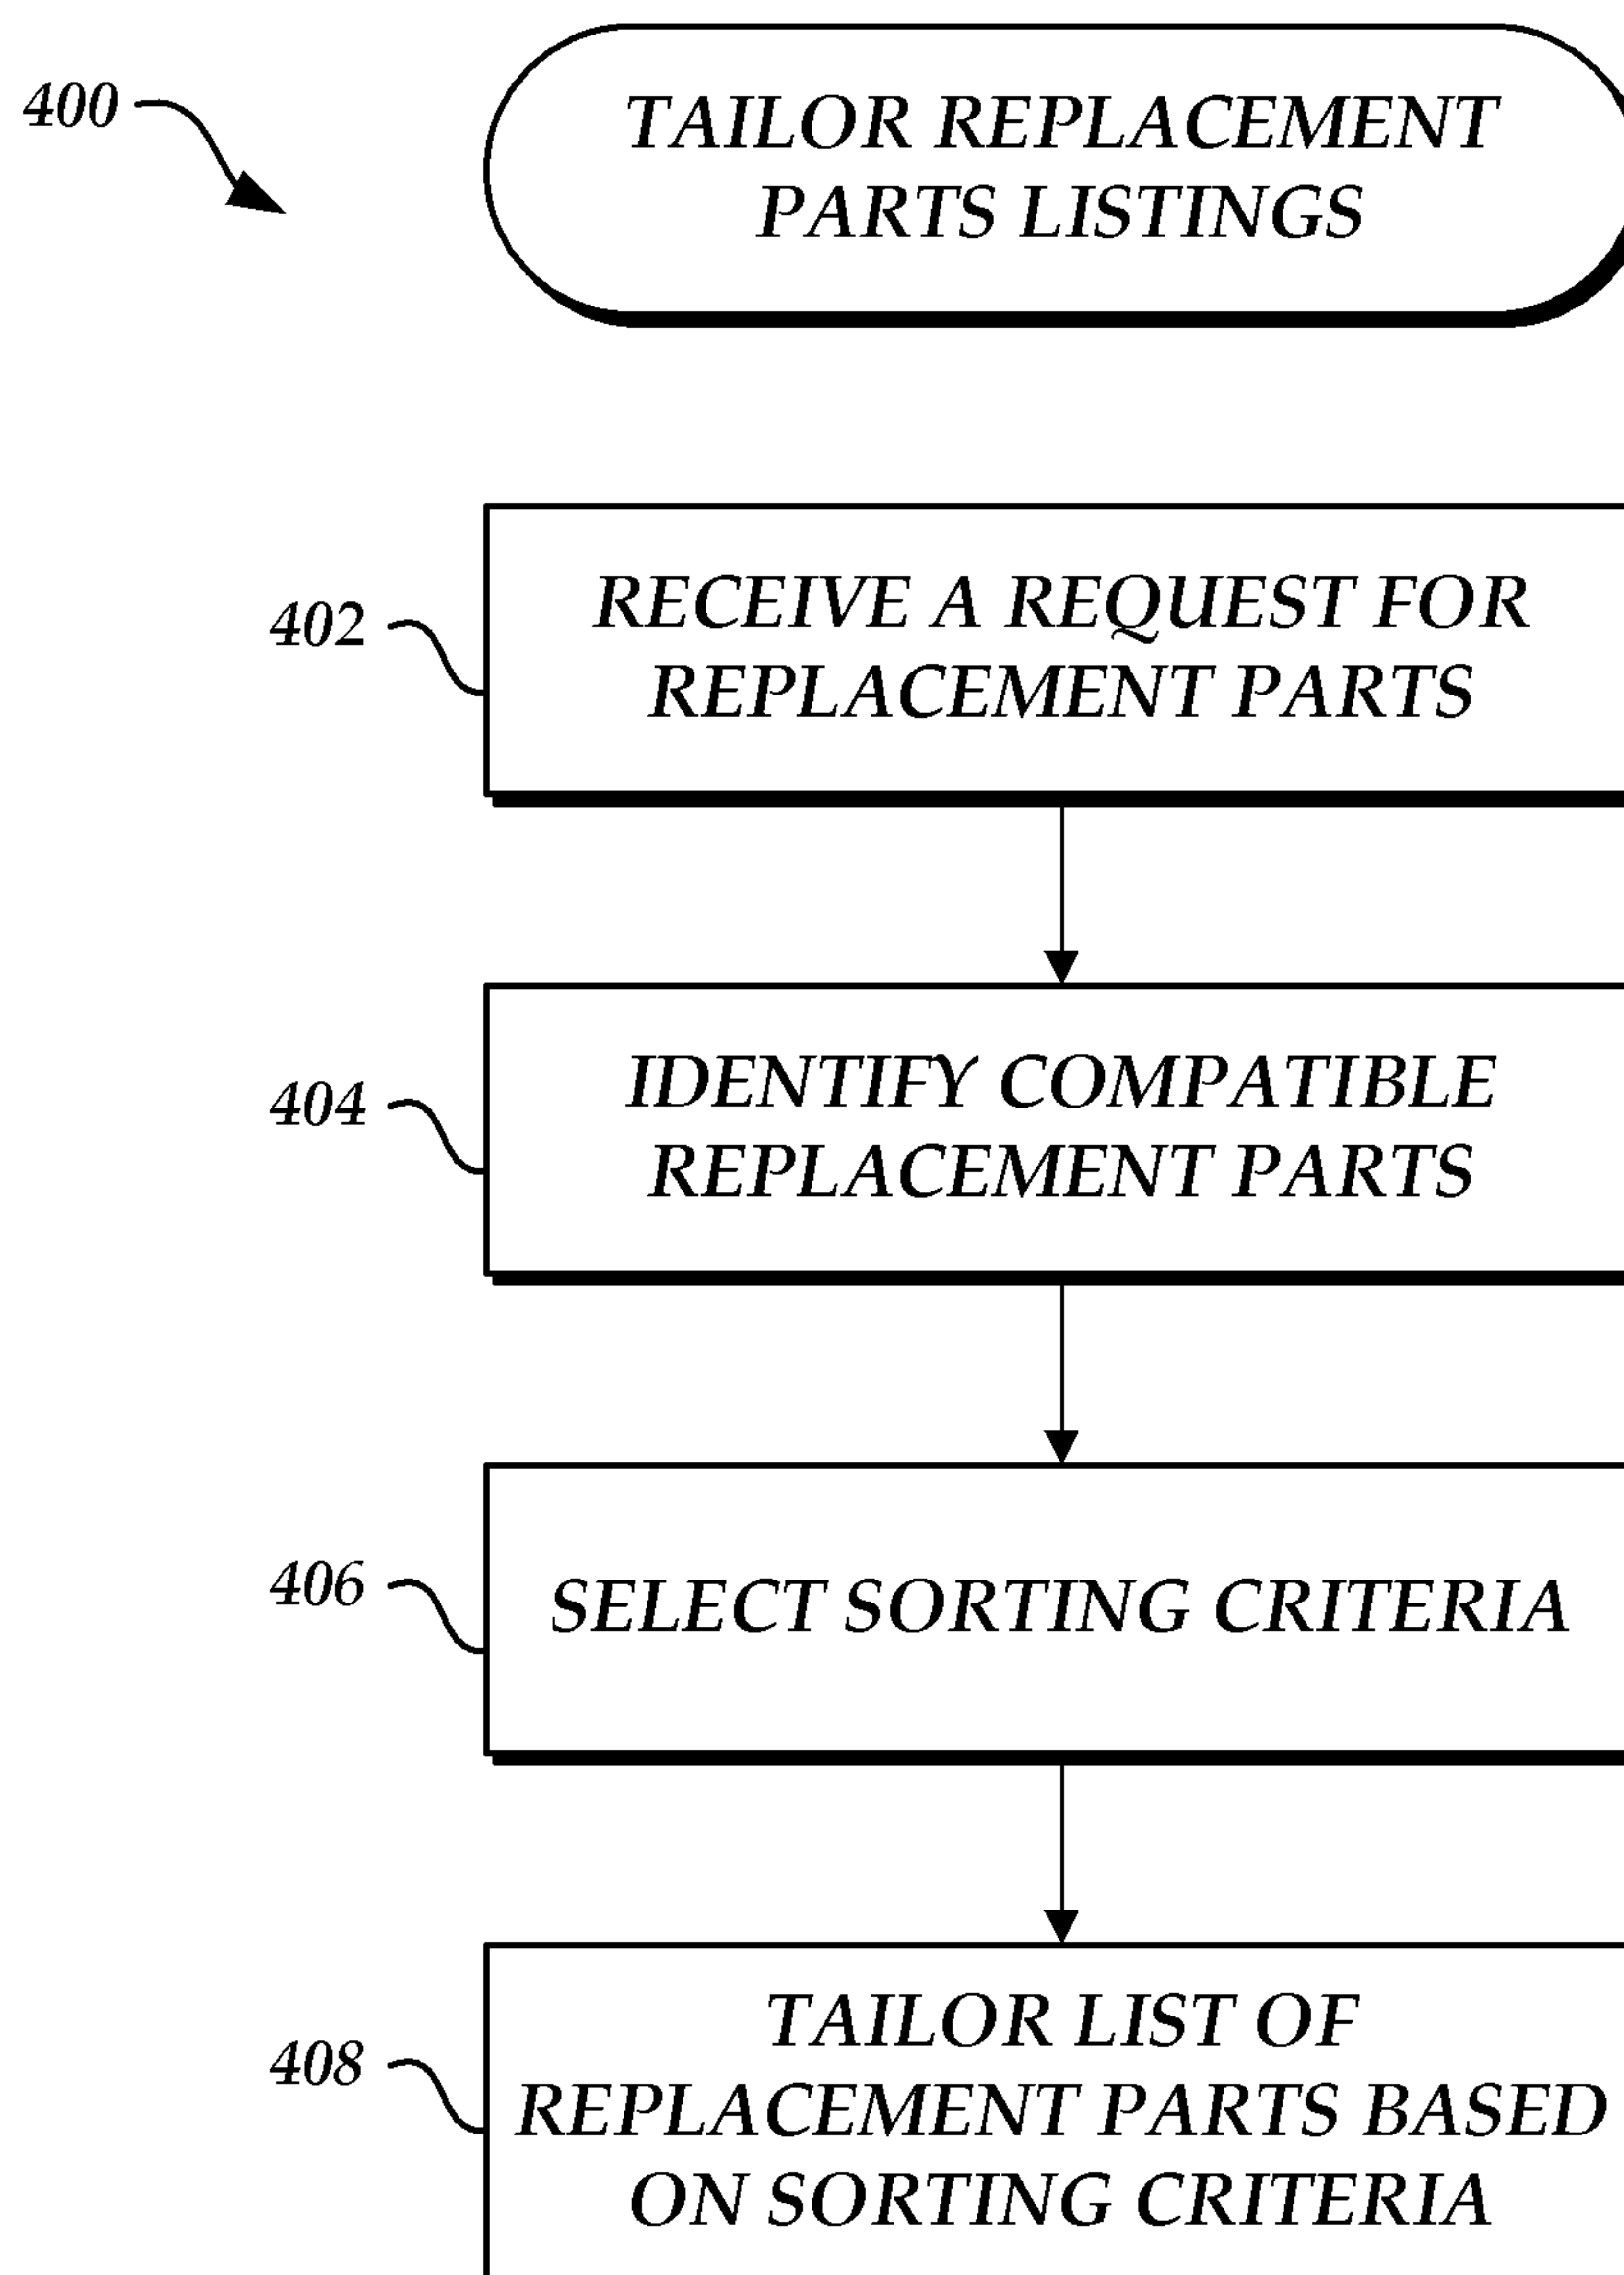 400
TAILOR REPLACEMENT
PARTS LISTINGS
402
RECEIVE A REQUEST FOR
REPLACEMENT PARTS
404
IDENTIFY COMPATIBLE
REPLACEMENT PARTS
406
SELECT SORTING CRITERIA
408
TAILOR LIST OF
REPLACEMENT PARTS BASED
ON SORTING CRITERIA